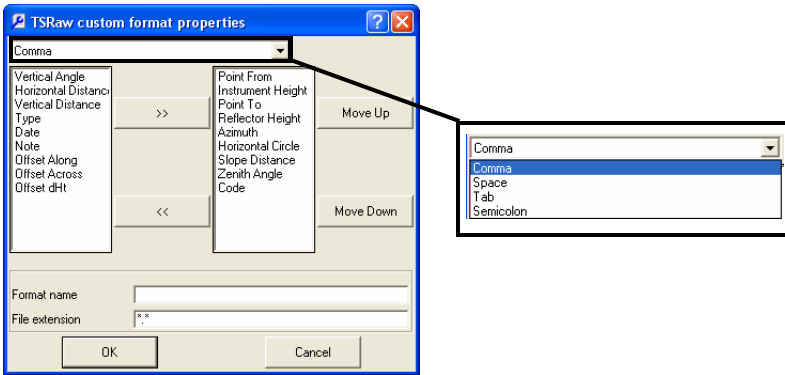 TSRaw custom format properties
Comma
Vertical Angle
Horizontal Distanc
Vertical Distance
Type
Date
Note
Offset Along
Offset Across
Offset dHt
>>
<<
Point From
Instrument Height
Point To
Reflector Height
Azimuth
Horizontal Circle
Slope Distance
Zenith Angle
Code
Move Up
Move Down
Format name
File extension
*.*
OK
Cancel
Comma
Comma
Space
Tab
Semicolon